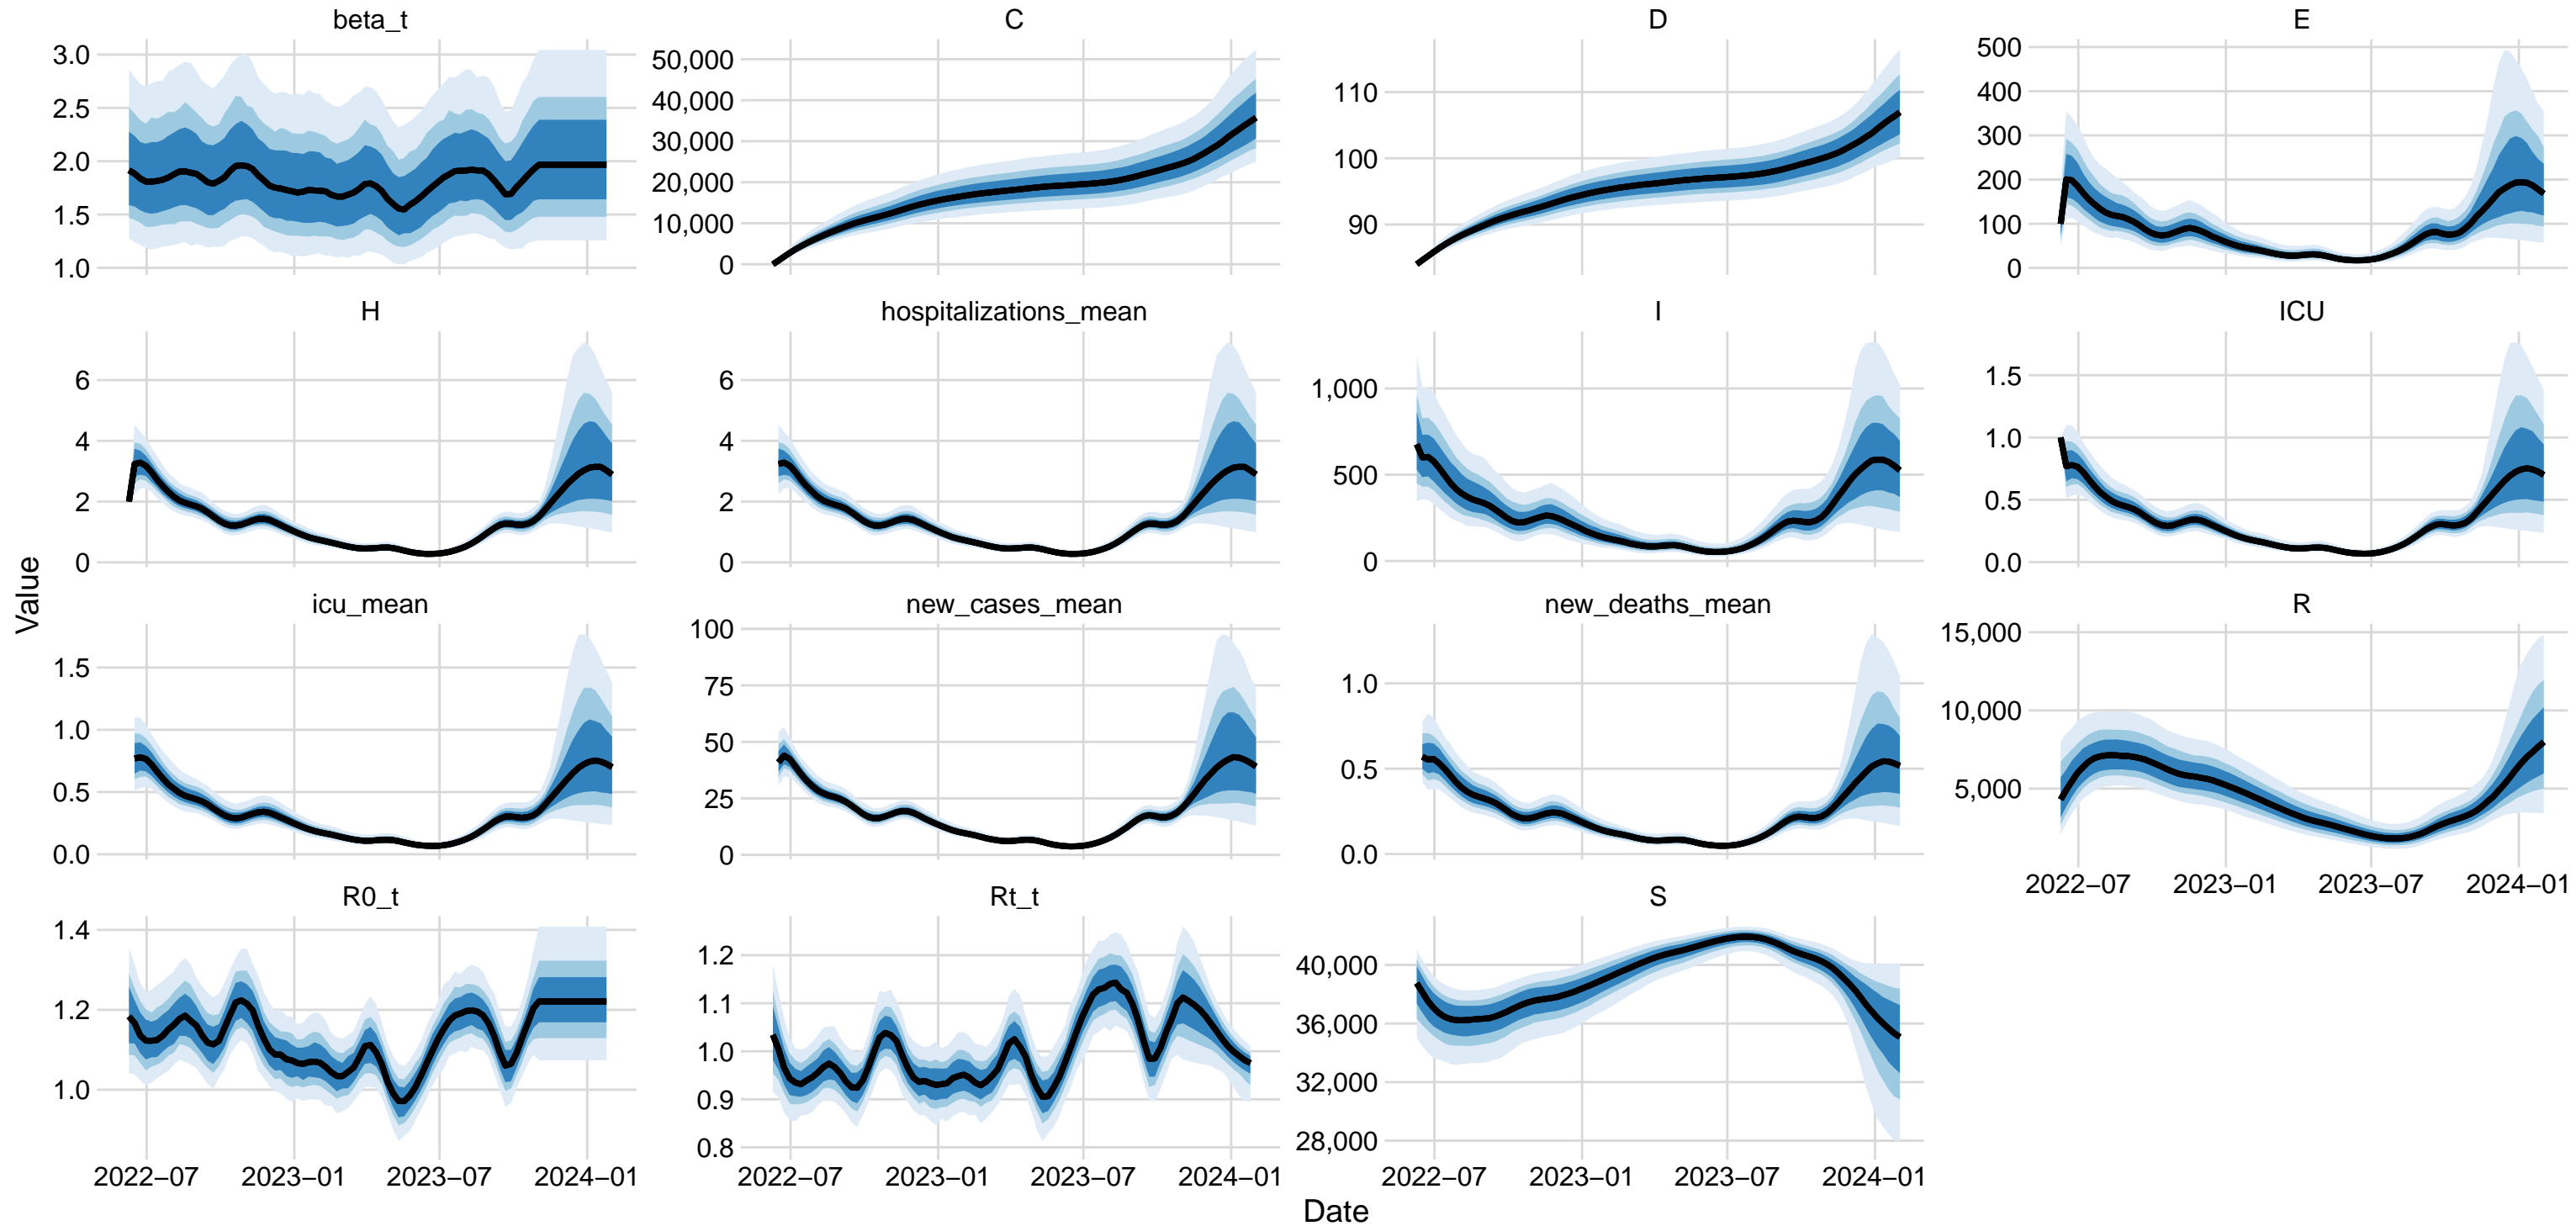 beta_t
C
D
E
3.0
2.5
2.0
1.5
1.0
50,000
40,000
30,000
20,000
10,000
0
110
100
90
500
400
300
200
100
0
H
hospitalizations_mean
I
ICU
6
4
2
0
6
4
2
0
1,000
500
0
1.5
1.0
0.5
0.0
icu_mean
new_cases_mean
new_deaths_mean
R
1.5
1.0
0.5
0.0
100
75
50
25
0
1.0
0.5
0.0
15,000
10,000
5,000
2022−07 2023−01 2023−07 2024−01
R0_t
Rt_t
S
1.4
1.2
1.0
1.2
1.1
1.0
0.9
0.8
40,000
36,000
32,000
28,000
2022−07 2023−01 2023−07 2024−01
2022−07 2023−01 2023−07 2024−01
2022−07 2023−01 2023−07 2024−01
Value
Date